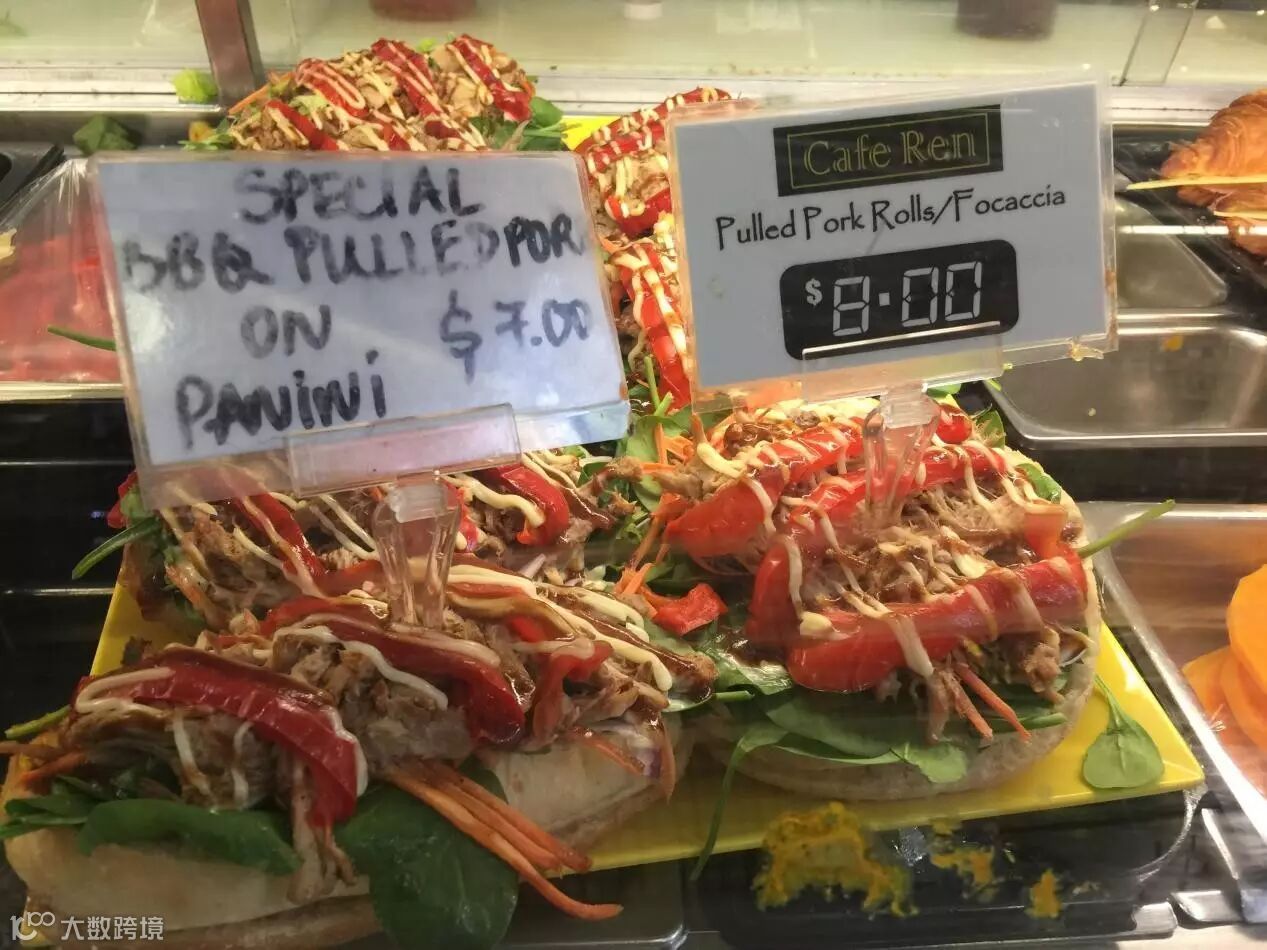 SPECIAL
BBQ PULLED POR
ON $7.00
PANiNi
Cafe Ren
Pulled Pork Rolls/Focaccia
$8.00
大数跨境